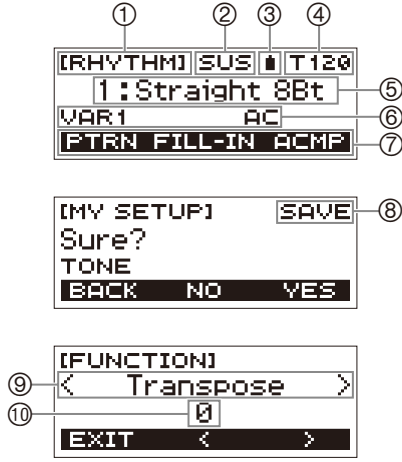 ① ② ③ ④
[RHYTHM] SUS T120
1:Straight 8Bt ⑤
VAR1 AC ⑥
PTRN FILL-IN ACMP ⑦
[MY SETUP] SAVE ⑧
Sure?
TONE
BACK NO YES
[FUNCTION]
⑨ < Transpose >
⑩ 0
EXIT < >